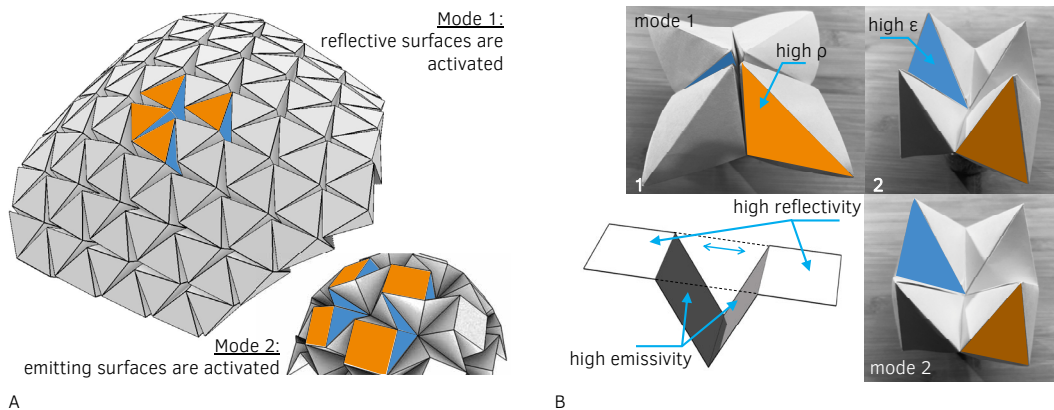 Mode 1:
reflective surfaces are
activated
Mode 2:
emitting surfaces are activated
A
mode 1
high ρ
1
high ε
2
high reflectivity
high emissivity
mode 2
B